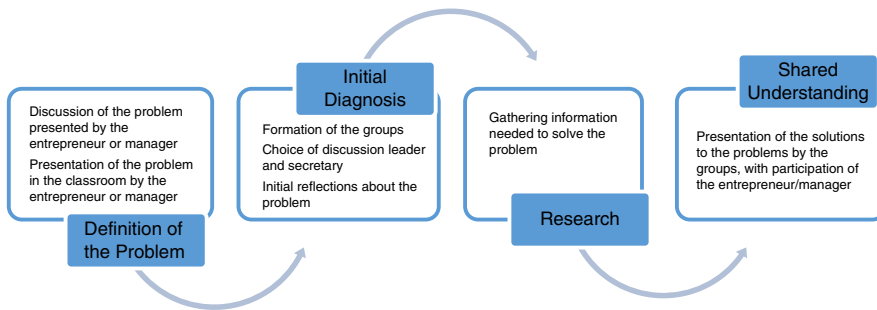 Discussion of the problem
presented by the
entrepreneur or manager
Presentation of the problem
in the classroom by the
entrepreneur or manager
Definition of
the Problem
Initial
Diagnosis
Formation of the groups
Choice of discussion leader
and secretary
Initial reflections about the
problem
Gathering information
needed to solve the
problem
Research
Shared
Understanding
Presentation of the solutions
to the problems by the
groups, with participation of
the entrepreneur/manager